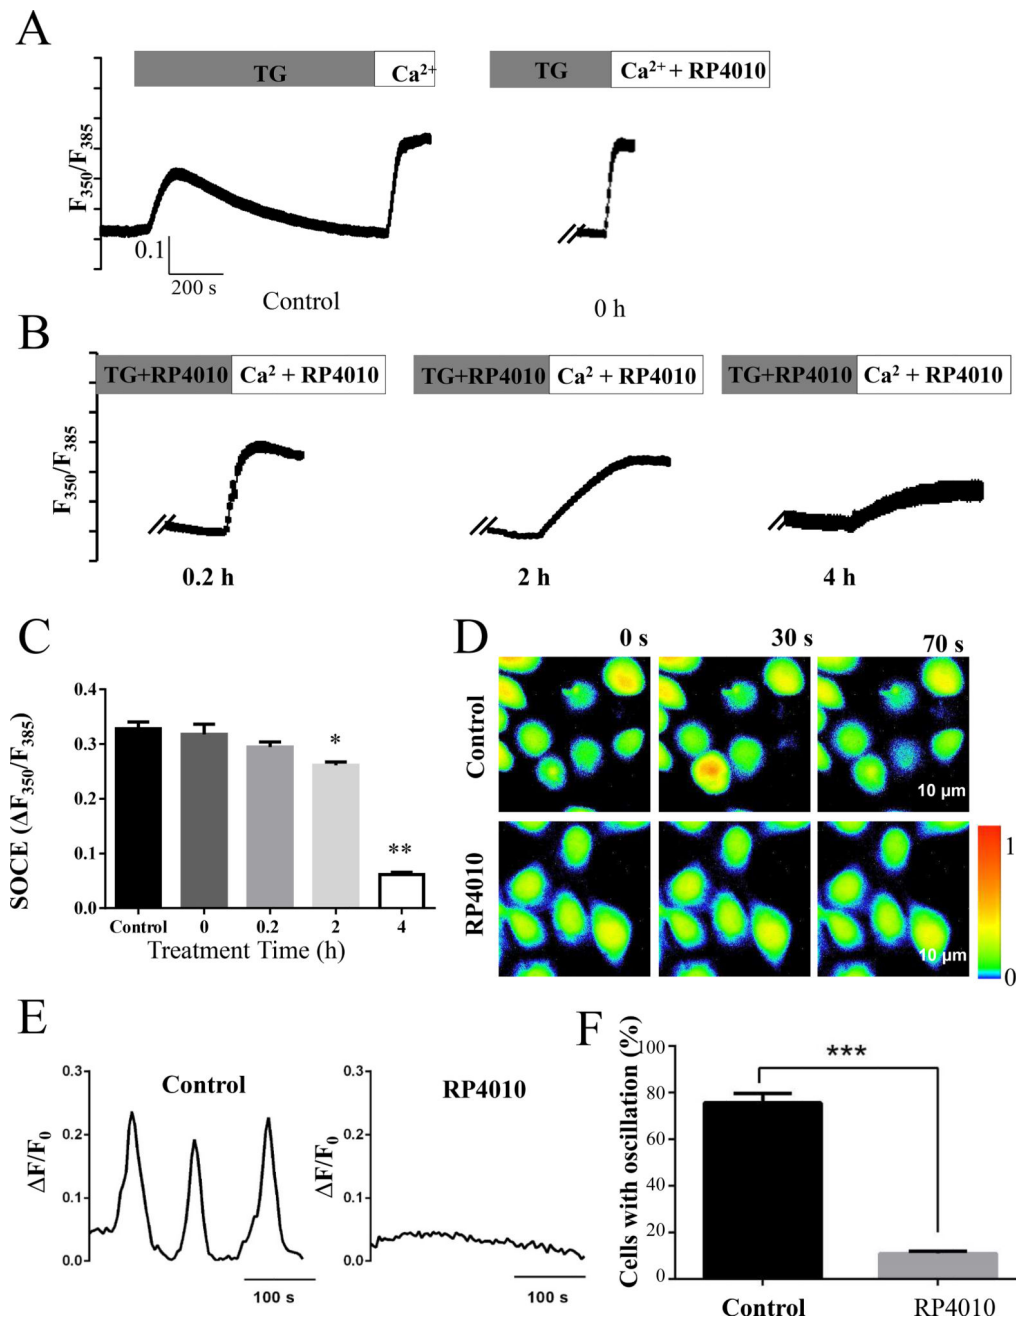 A
TG Ca²⁺ TG Ca²⁺ + RP4010
F₃₅₀/F₃₈₅
0.1
200 s
Control 0 h
B
TG+RP4010 Ca² + RP4010 TG+RP4010 Ca² + RP4010 TG+RP4010 Ca² + RP4010
F₃₅₀/F₃₈₅
0.2 h 2 h 4 h
C
SOCE (ΔF₃₅₀/F₃₈₅)
0.4
0.3
0.2
0.1
0.0
*
**
Control 0 0.2 2 4
Treatment Time (h)
D
0 s 30 s 70 s
Control
10 μm
RP4010
10 μm
1
0
E
Control
ΔF/F₀
0.3
0.2
0.1
0.0
100 s
RP4010
ΔF/F₀
0.3
0.2
0.1
0.0
100 s
F
Cells with oscillation (%)
100
80
60
40
20
0
***
Control RP4010